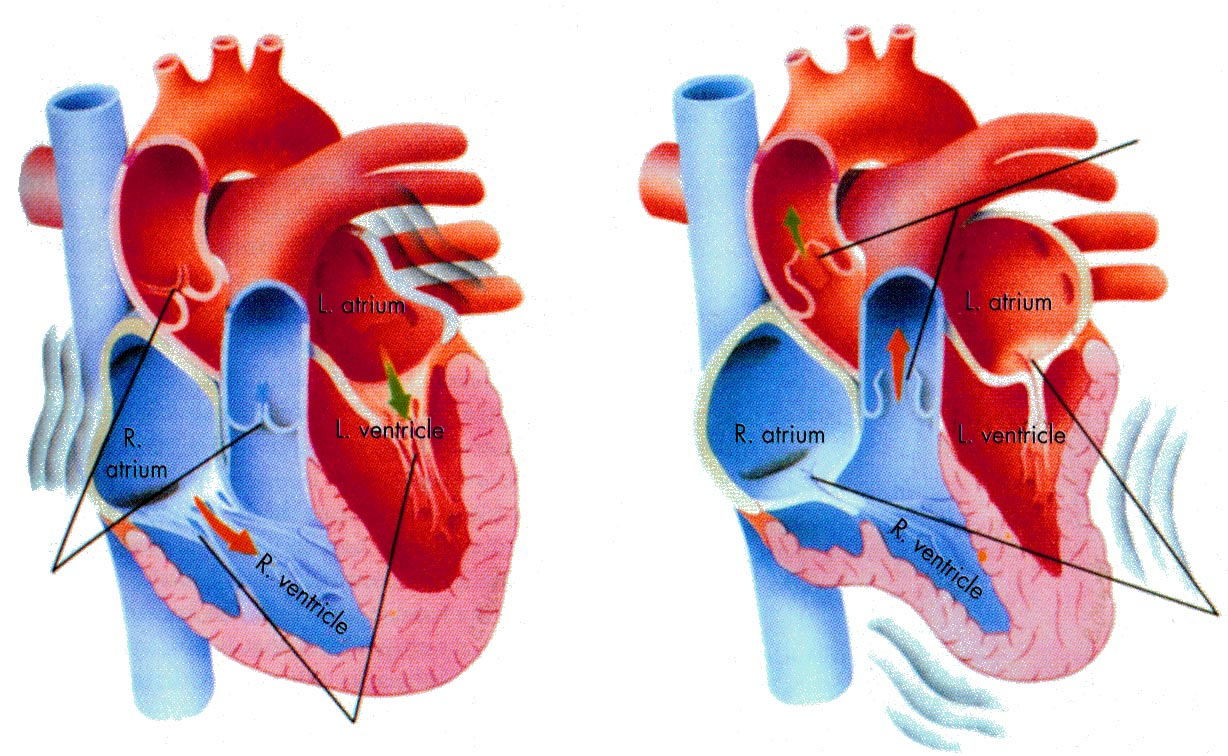 L. atrium
L. ventricle
R.
atrium
R. ventricle
L. atrium
R. atrium
L. ventricle
R. ventricle